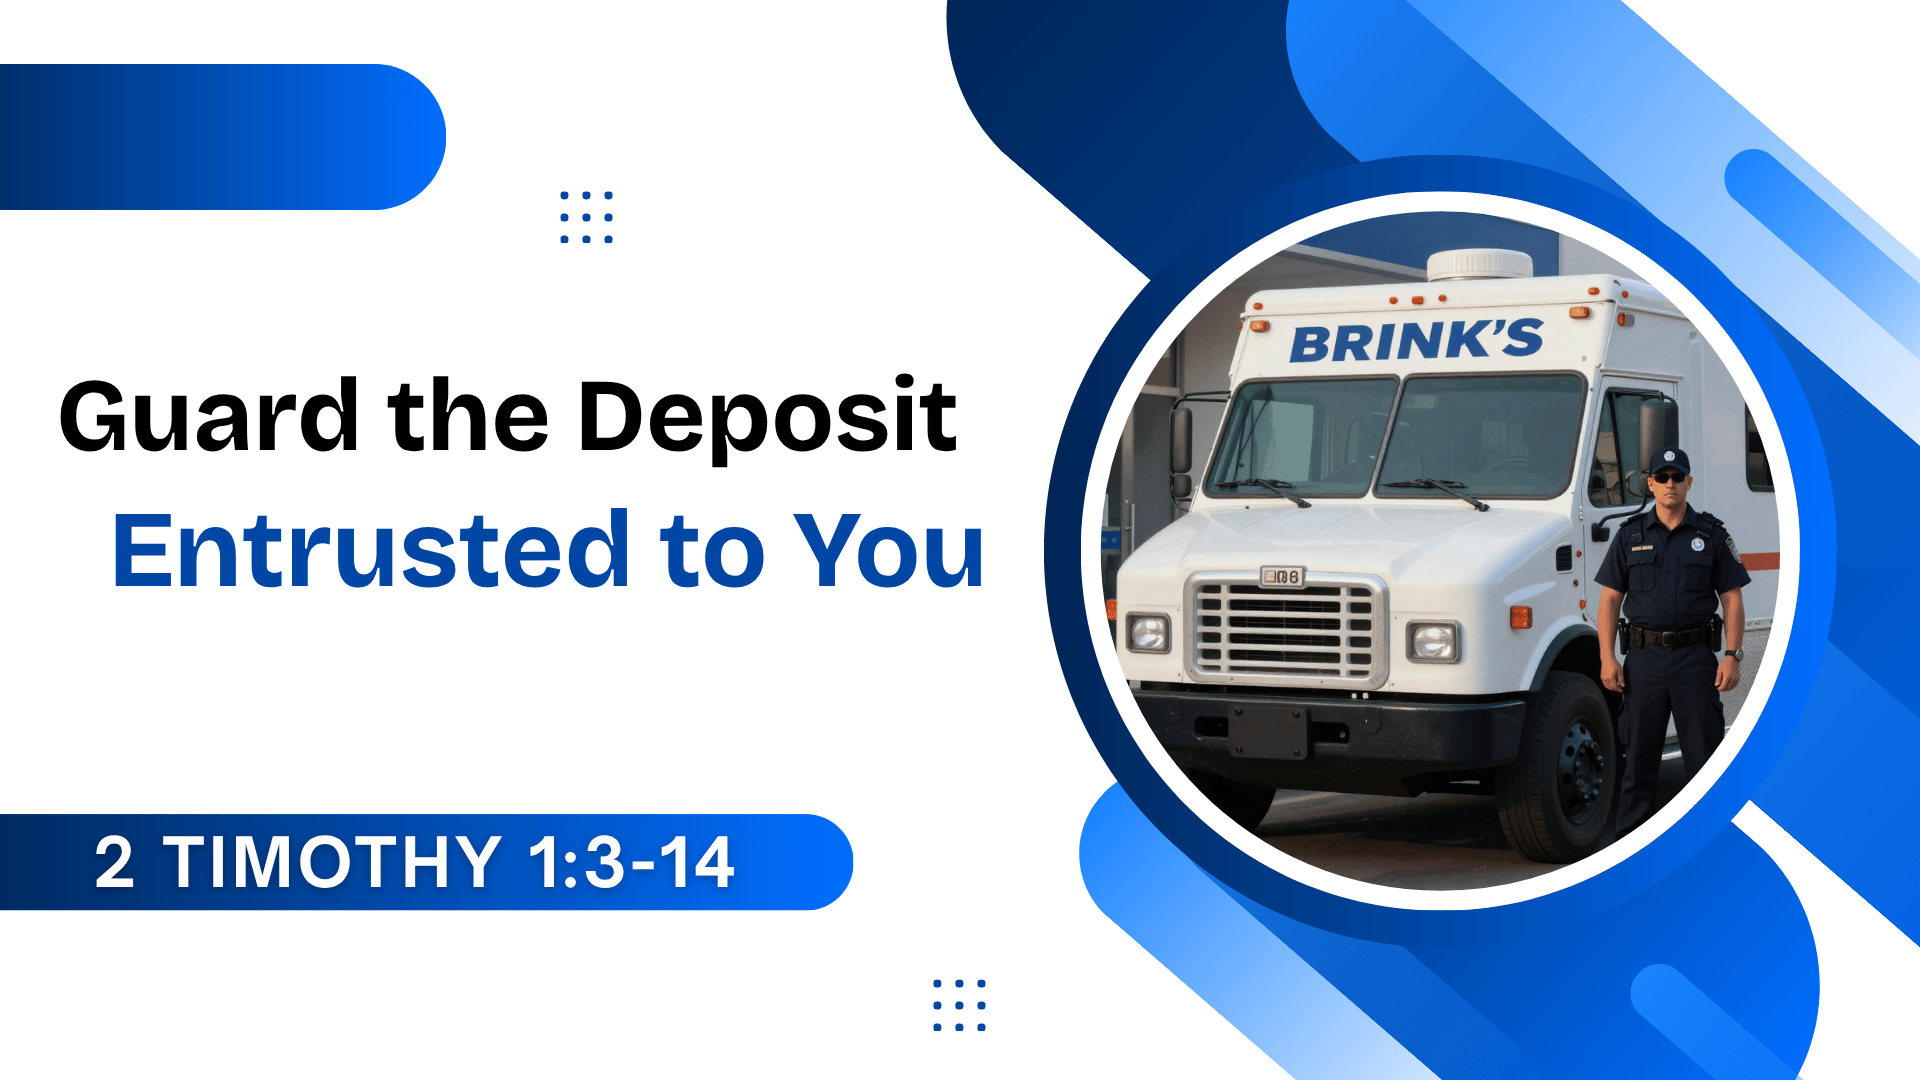 Guard the Deposit
Entrusted to You
BRINK'S
2 TIMOTHY 1:3-14